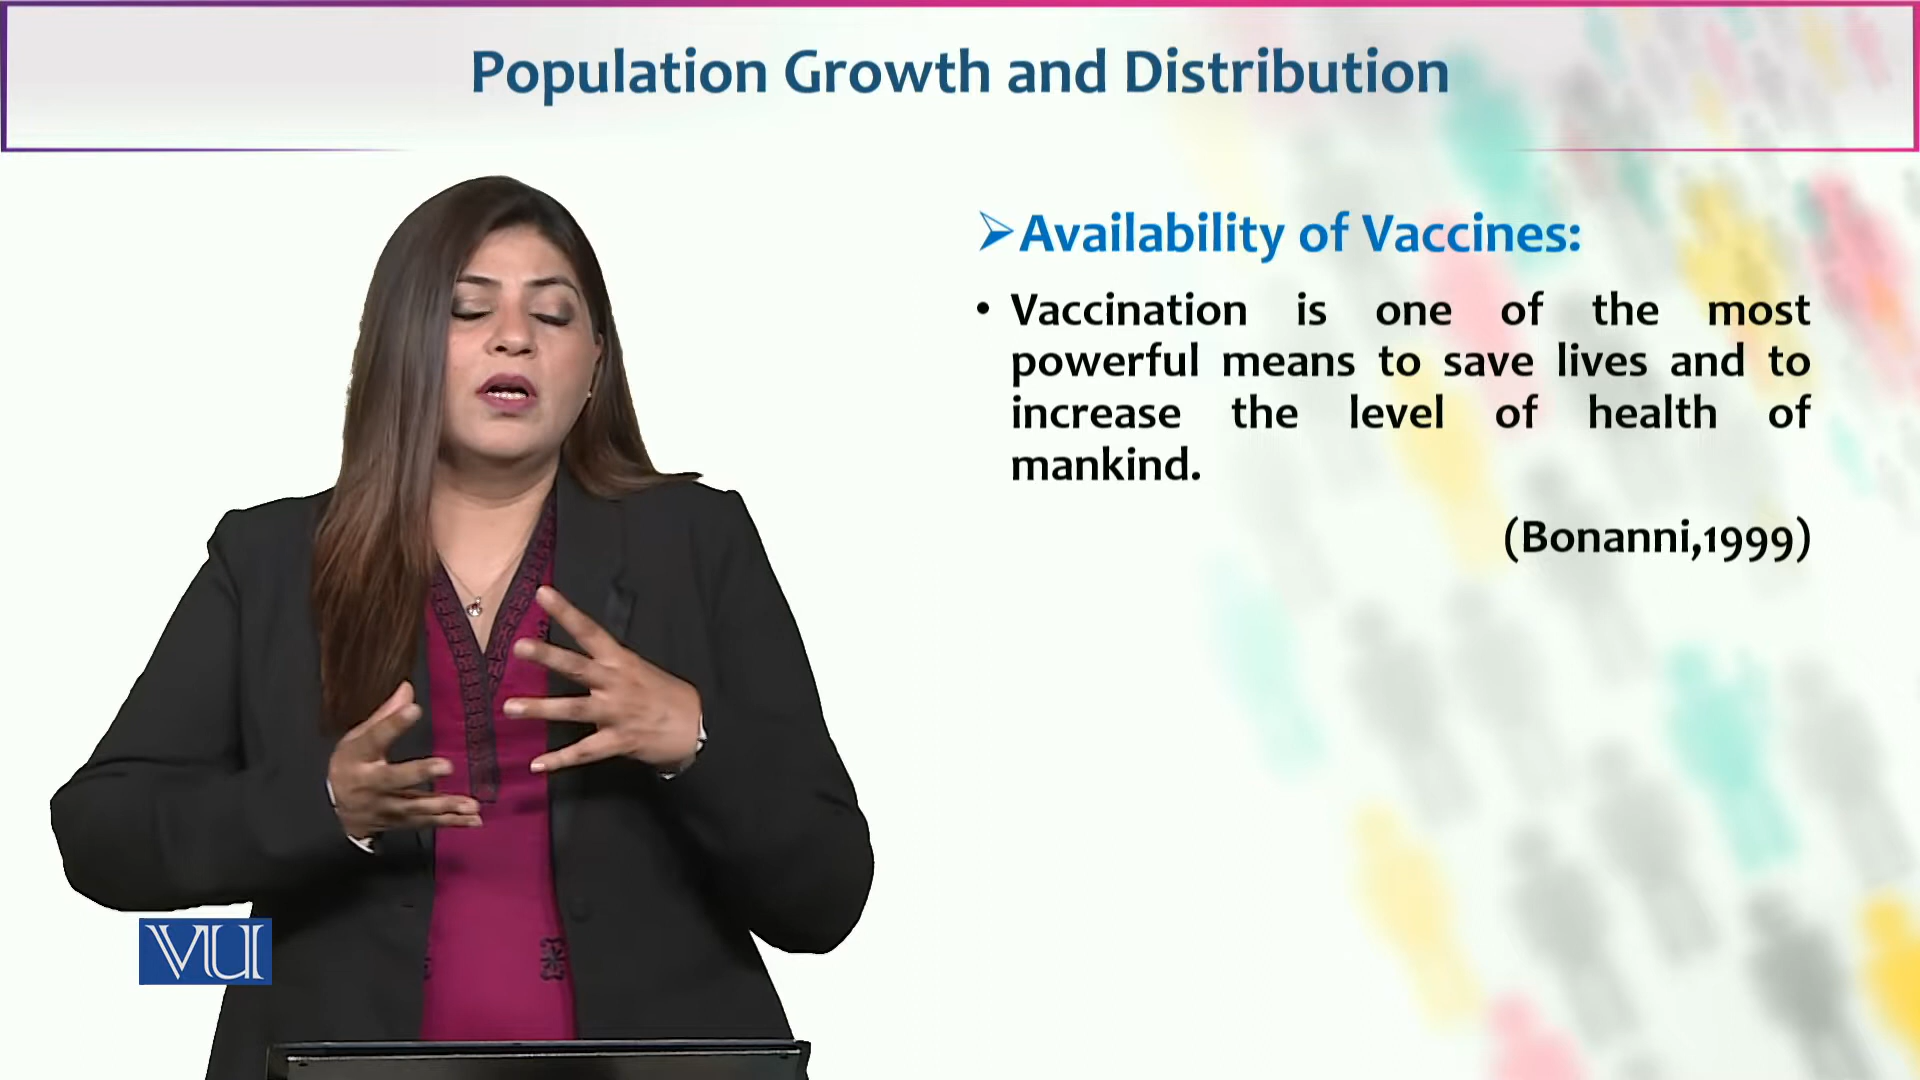 Population Growth and Distribution
➢Availability of Vaccines:
• Vaccination is one of the most
powerful means to save lives and to
increase the level of health of
mankind.
(Bonanni,1999)
VU